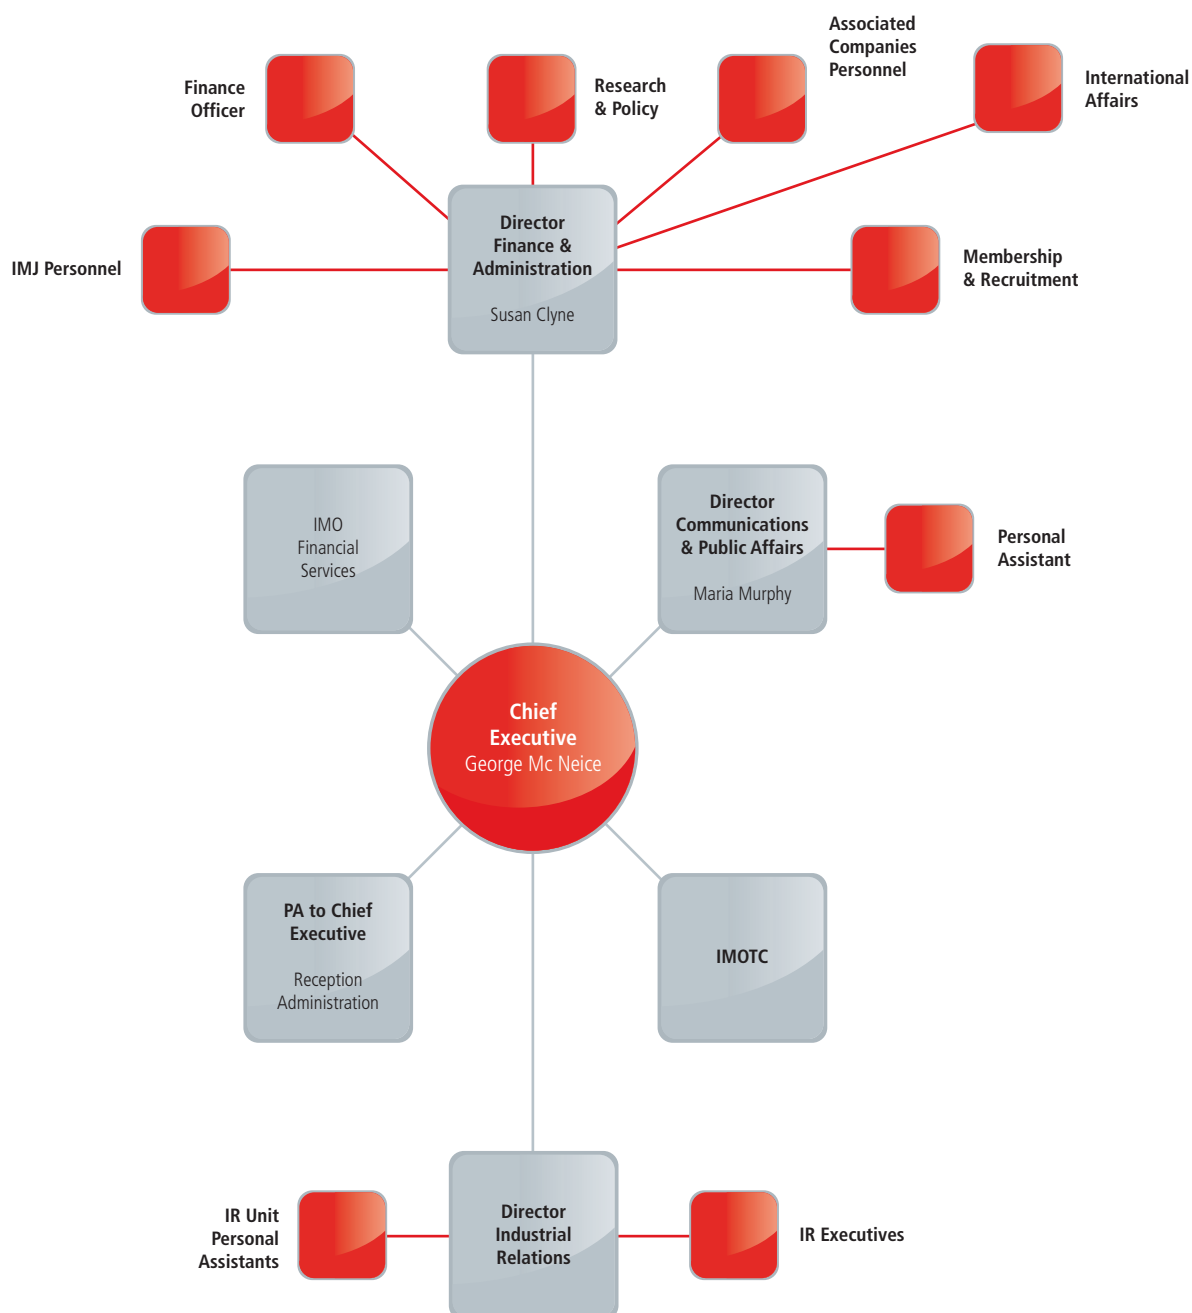 Associated
Companies
Personnel
Finance
Officer
Research
& Policy
International
Affairs
Director
Finance &
Administration
Susan Clyne
IMJ Personnel
Membership
& Recruitment
IMO
Financial
Services
Director
Communications
& Public Affairs
Maria Murphy
Personal
Assistant
Chief
Executive
George Mc Neice
PA to Chief
Executive
Reception
Administration
IMOTC
IR Unit
Personal
Assistants
Director
Industrial
Relations
IR Executives